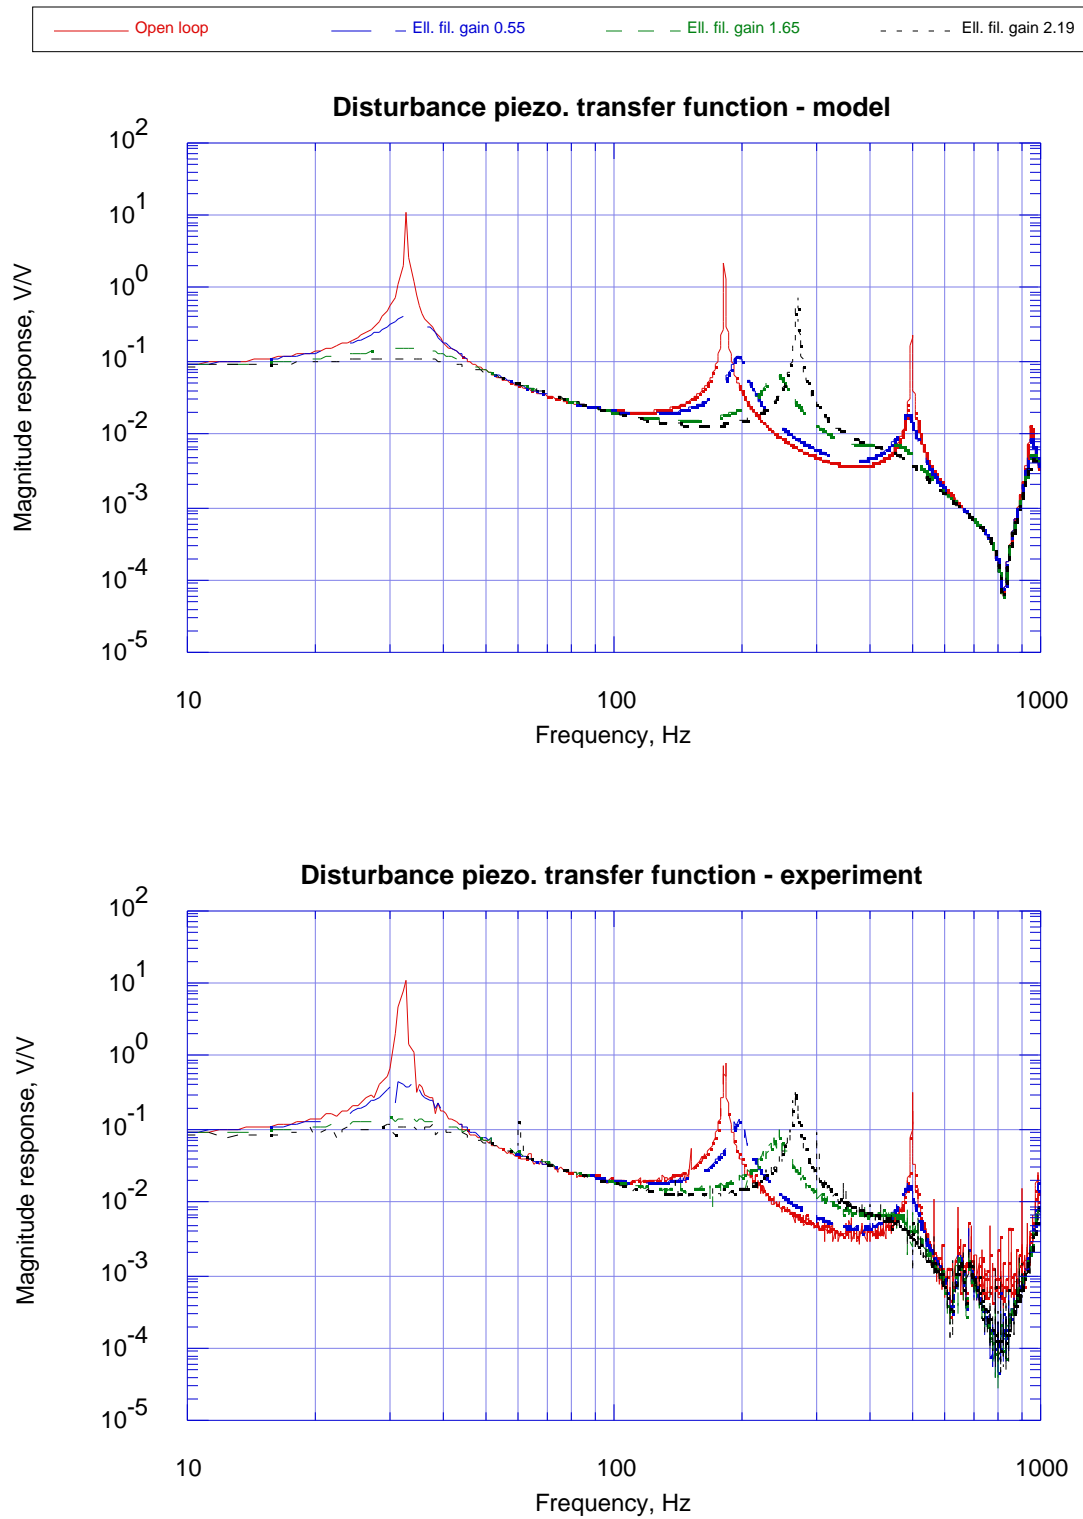 Open loop Ell. fil. gain 0.55 Ell. fil. gain 1.65 Ell. fil. gain 2.19
Disturbance piezo. transfer function - model
10^2
10^1
10^0
10^-1
10^-2
10^-3
10^-4
10^-5
Magnitude response, V/V
10 100 1000
Frequency, Hz
Disturbance piezo. transfer function - experiment
10^2
10^1
10^0
10^-1
10^-2
10^-3
10^-4
10^-5
Magnitude response, V/V
10 100 1000
Frequency, Hz